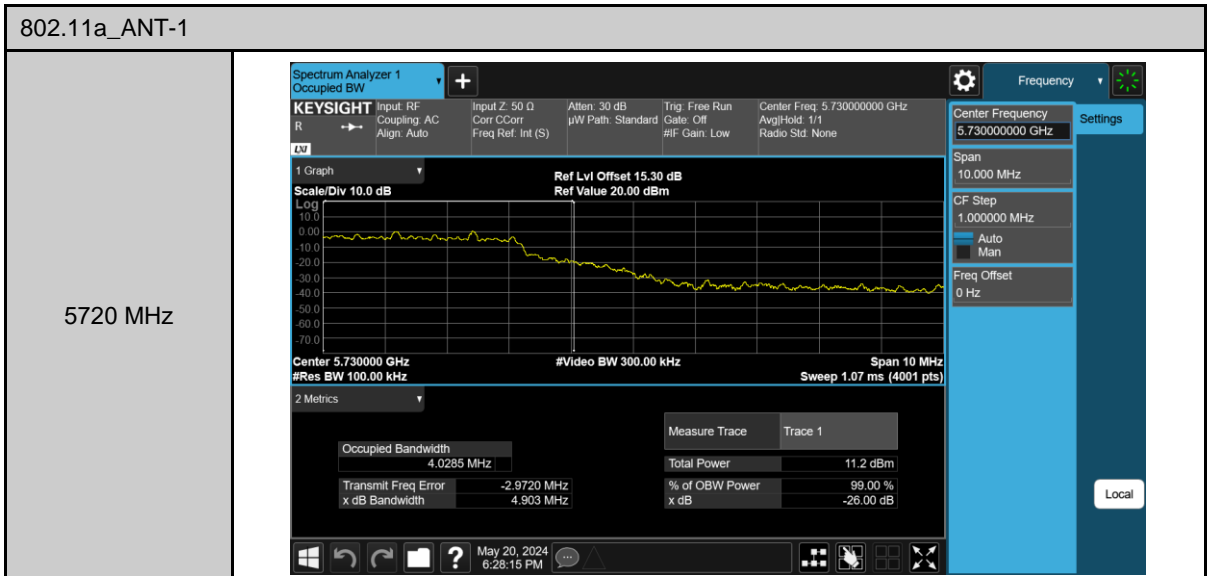 802.11a_ANT-1
5720 MHz
Spectrum Analyzer 1
Occupied BW
+
Frequency
KEYSIGHT
R
LXI
Input: RF
Coupling: AC
Align: Auto
Input Z: 50 Ω
Corr CCorr
Freq Ref: Int (S)
Atten: 30 dB
µW Path: Standard
Trig: Free Run
Gate: Off
#IF Gain: Low
Center Freq: 5.730000000 GHz
Avg|Hold: 1/1
Radio Std: None
Center Frequency
5.730000000 GHz
Settings
Span
10.000 MHz
CF Step
1.000000 MHz
Auto
Man
Freq Offset
0 Hz
Local
1 Graph
Scale/Div 10.0 dB
Ref Lvl Offset 15.30 dB
Ref Value 20.00 dBm
Log
10.0
0.00
-10.0
-20.0
-30.0
-40.0
-50.0
-60.0
-70.0
Center 5.730000 GHz
#Video BW 300.00 kHz
Span 10 MHz
#Res BW 100.00 kHz
Sweep 1.07 ms (4001 pts)
2 Metrics
Measure Trace Trace 1
Occupied Bandwidth
4.0285 MHz
Total Power 11.2 dBm
Transmit Freq Error -2.9720 MHz
% of OBW Power 99.00 %
x dB Bandwidth 4.903 MHz
x dB -26.00 dB
?
May 20, 2024
6:28:15 PM